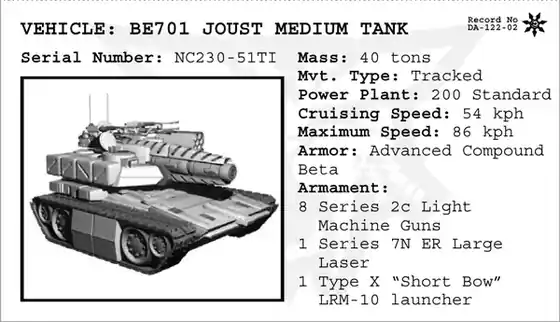 VEHICLE: BE701 JOUST MEDIUM TANK
Record No
DA-122-02
Serial Number: NC230-51TI
Mass: 40 tons
Mvt. Type: Tracked
Power Plant: 200 Standard
Cruising Speed: 54 kph
Maximum Speed: 86 kph
Armor: Advanced Compound
Beta
Armament:
8 Series 2c Light
Machine Guns
1 Series 7N ER Large
Laser
1 Type X “Short Bow”
LRM-10 launcher